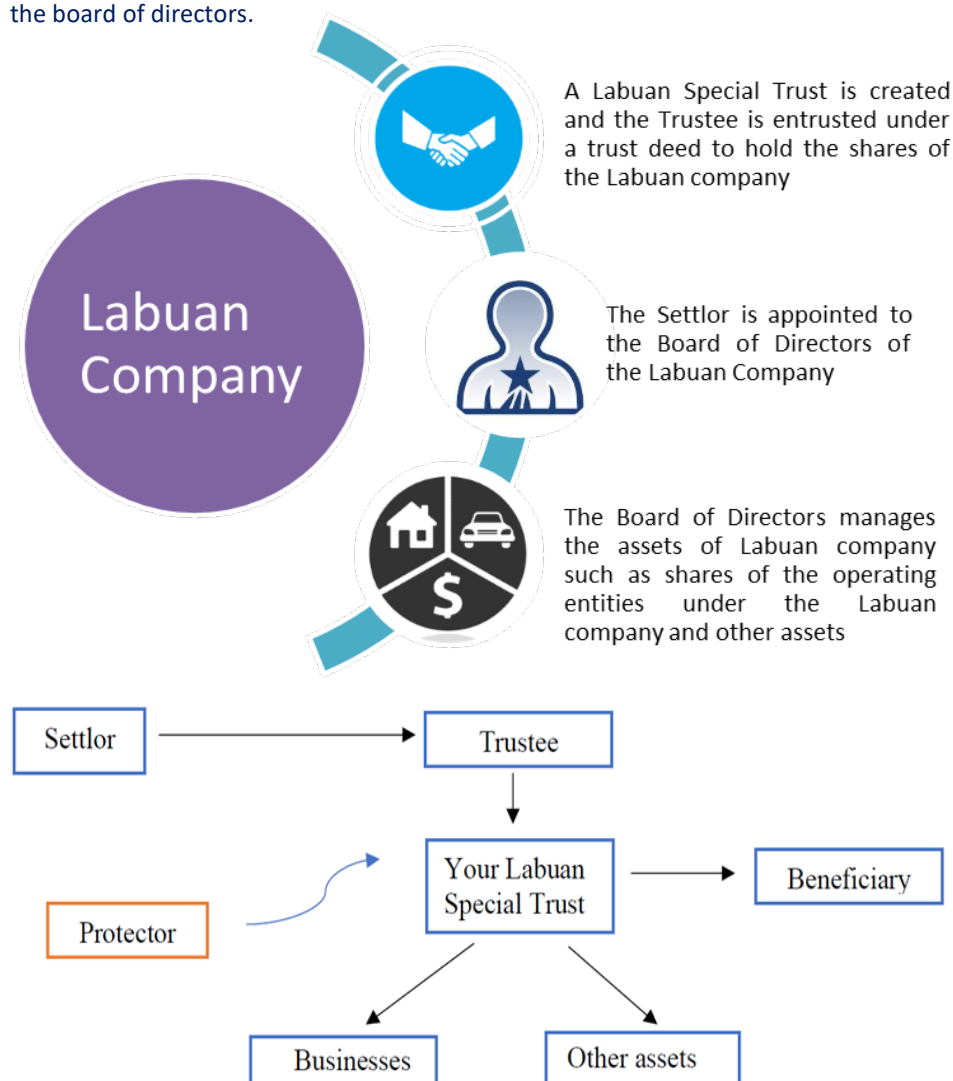 the board of directors.
A Labuan Special Trust is created
and the Trustee is entrusted under
a trust deed to hold the shares of
the Labuan company
Labuan
Company
The Settlor is appointed to
the Board of Directors of
the Labuan Company
The Board of Directors manages
the assets of Labuan company
such as shares of the operating
entities under the Labuan
company and other assets
$
Settlor
Trustee
Your Labuan
Special Trust
Beneficiary
Protector
Businesses
Other assets